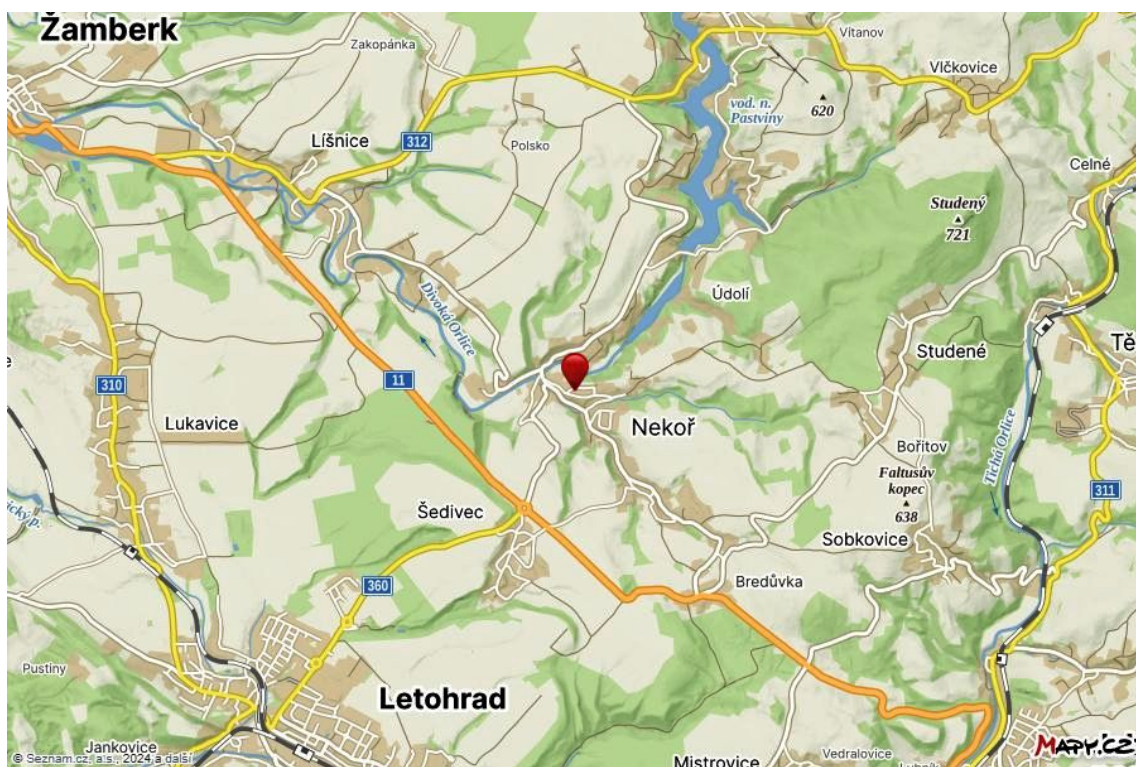 Žamberk
Zakopánka
Vítanov
Vlčkovice
vod. n.
Pastviny
620
Líšnice
312
Polsko
Celné
Studený
721
Údolí
Divoká Orlice
Studené
11
310
Lukavice
Nekoř
Bořitov
Tichá Orlice
Faltusův
kopec
638
311
Šedivec
Sobkovice
360
Bredůvka
Pustiny
Letohrad
Jankovice
Mistrovice
Vedralovice
© Seznam.cz, a.s., 2024 a další
MAPY.CZ